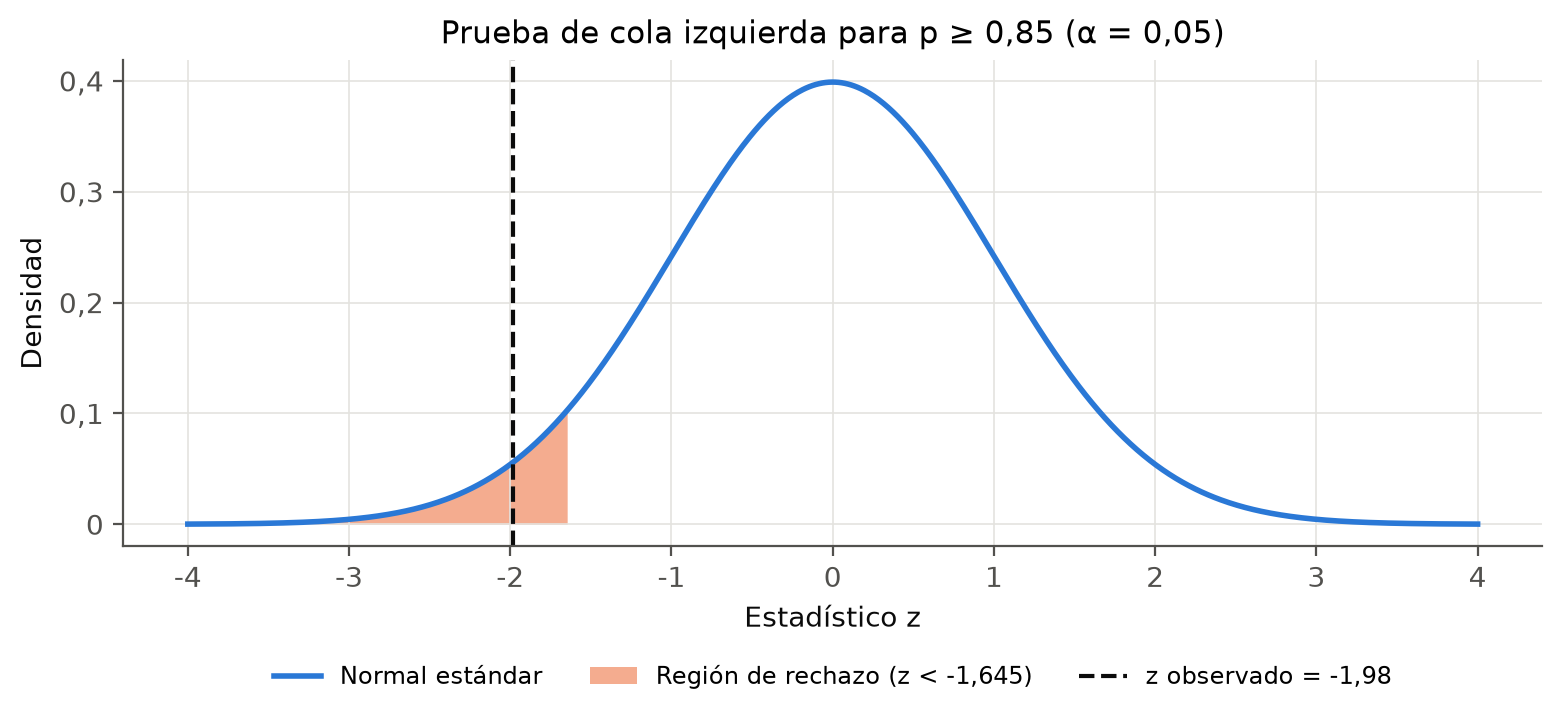 Prueba de cola izquierda para p ≥ 0,85 (α = 0,05)
0,4
0,3
0,2
0,1
0
Densidad
-4 -3 -2 -1 0 1 2 3 4
Estadístico z
Normal estándar Región de rechazo (z < -1,645) z observado = -1,98